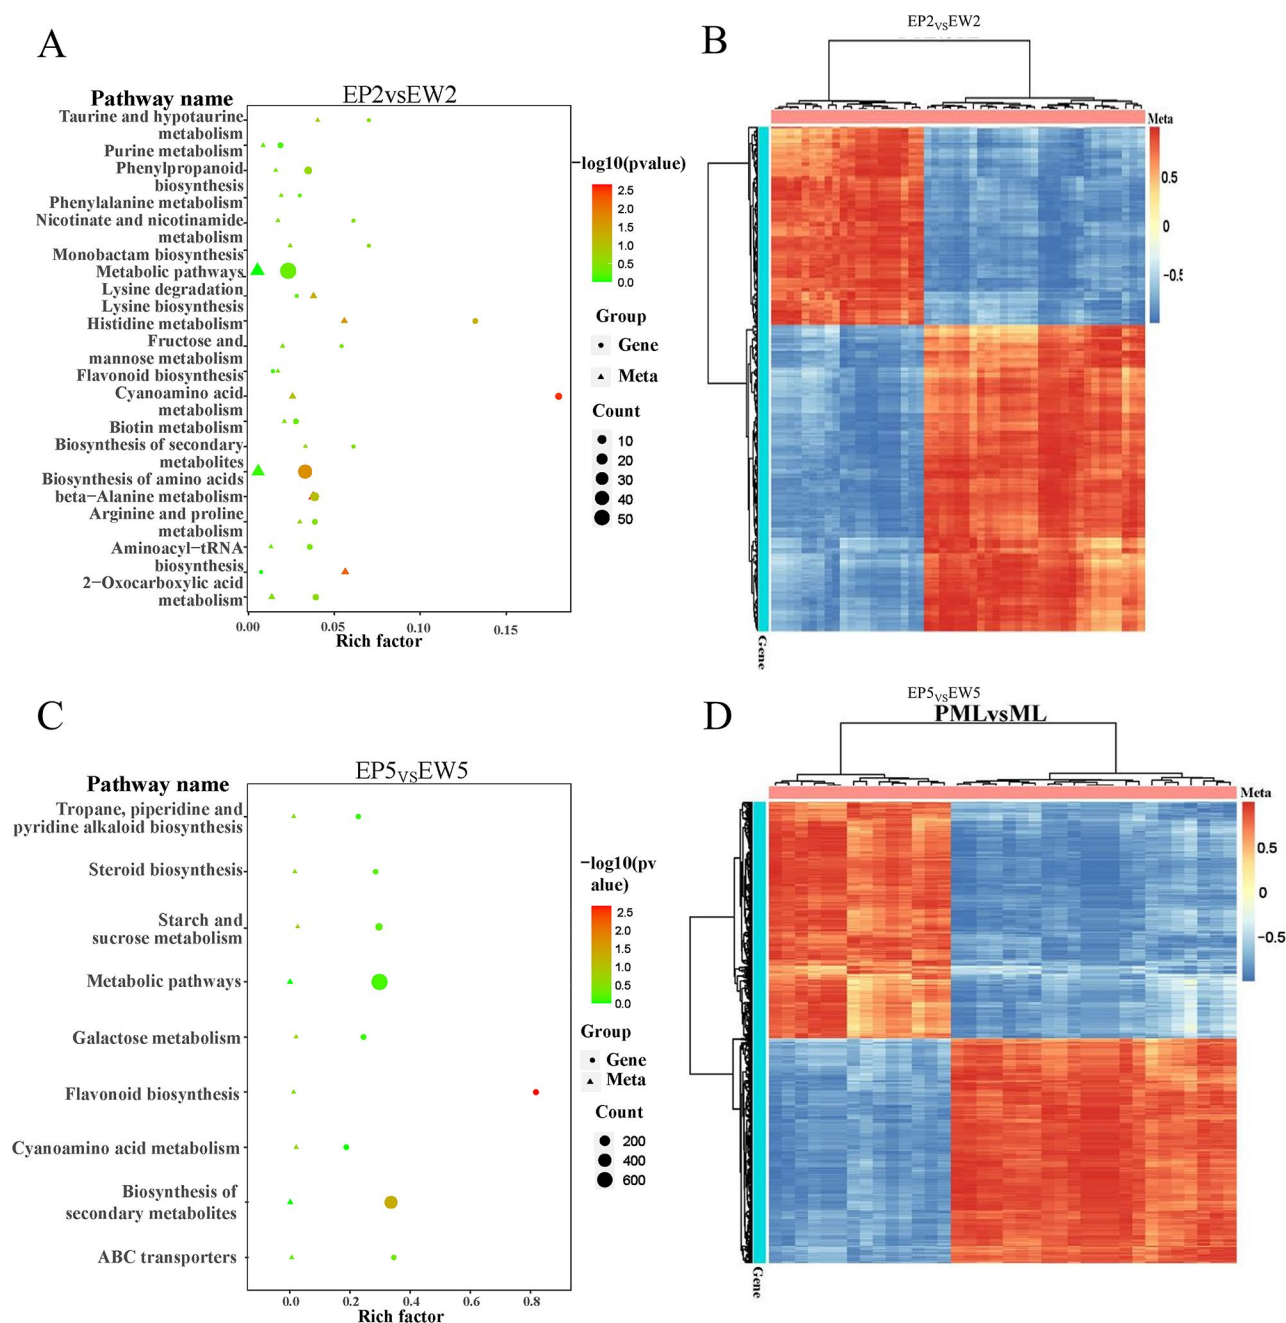 A
EP2vsEW2
Pathway name
Taurine and hypotaurine
metabolism
Purine metabolism
Phenylpropanoid
biosynthesis
Phenylalanine metabolism
Nicotinate and nicotinamide
metabolism
Monobactam biosynthesis
Metabolic pathways
Lysine degradation
Lysine biosynthesis
Histidine metabolism
Fructose and
mannose metabolism
Flavonoid biosynthesis
Cyanoamino acid
metabolism
Biotin metabolism
Biosynthesis of secondary
metabolites
Biosynthesis of amino acids
beta−Alanine metabolism
Arginine and proline
metabolism
Aminoacyl−tRNA
biosynthesis
2−Oxocarboxylic acid
metabolism
0.00 0.05 0.10 0.15
Rich factor
−log10(pvalue)
2.5
2.0
1.5
1.0
0.5
0.0
Group
Gene
Meta
Count
10
20
30
40
50
B
EP2VSEW2
Meta
0.5
0
−0.5
Gene
C
EP5VSEW5
Pathway name
Tropane, piperidine and
pyridine alkaloid biosynthesis
Steroid biosynthesis
Starch and
sucrose metabolism
Metabolic pathways
Galactose metabolism
Flavonoid biosynthesis
Cyanoamino acid metabolism
Biosynthesis of
secondary metabolites
ABC transporters
0.0 0.2 0.4 0.6 0.8
Rich factor
−log10(pv
alue)
2.5
2.0
1.5
1.0
0.5
0.0
Group
Gene
Meta
Count
200
400
600
D
EP5VSEW5
PMLvsML
Meta
0.5
0
−0.5
Gene